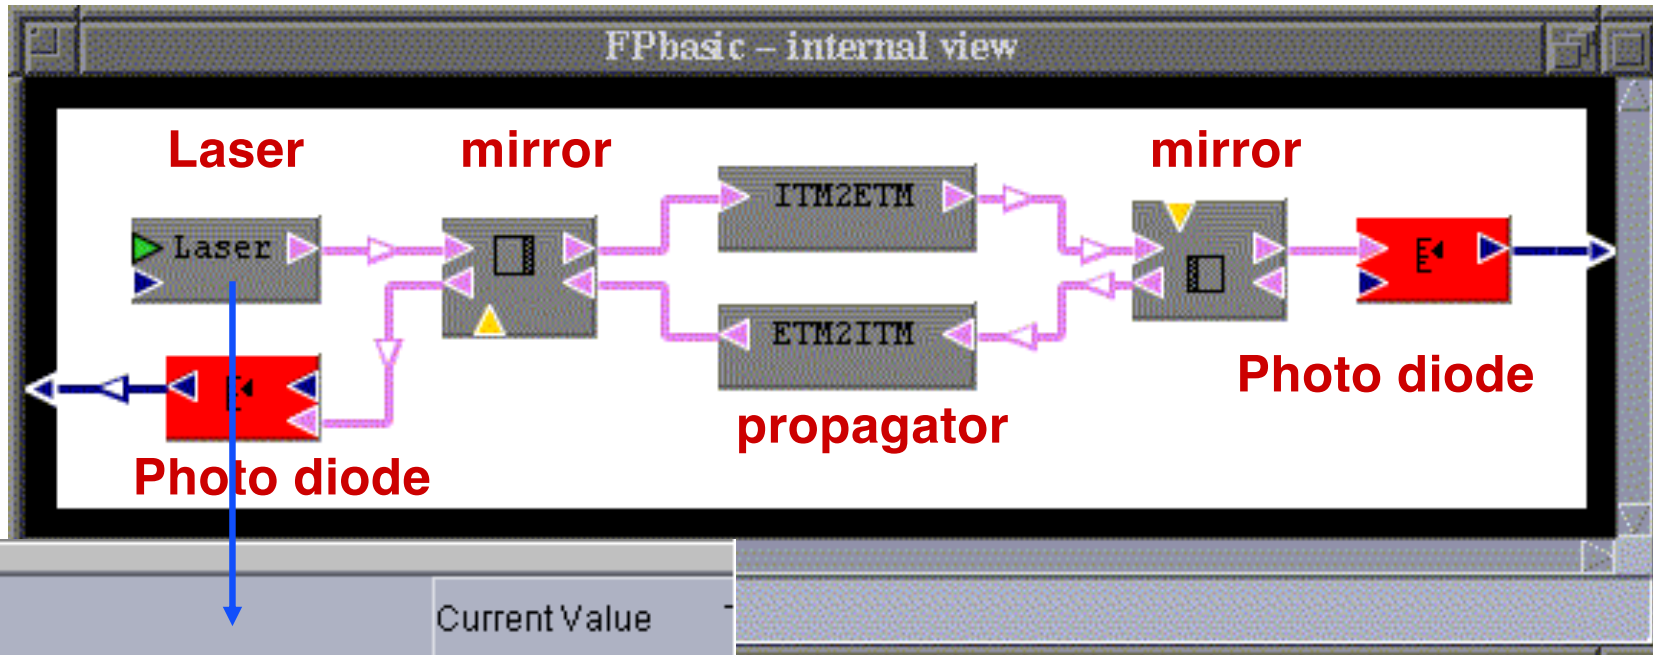 FPbasic – internal view
Laser
mirror
mirror
ITM2ETM
Laser
ETM2ITM
Photo diode
propagator
Photo diode
Current Value